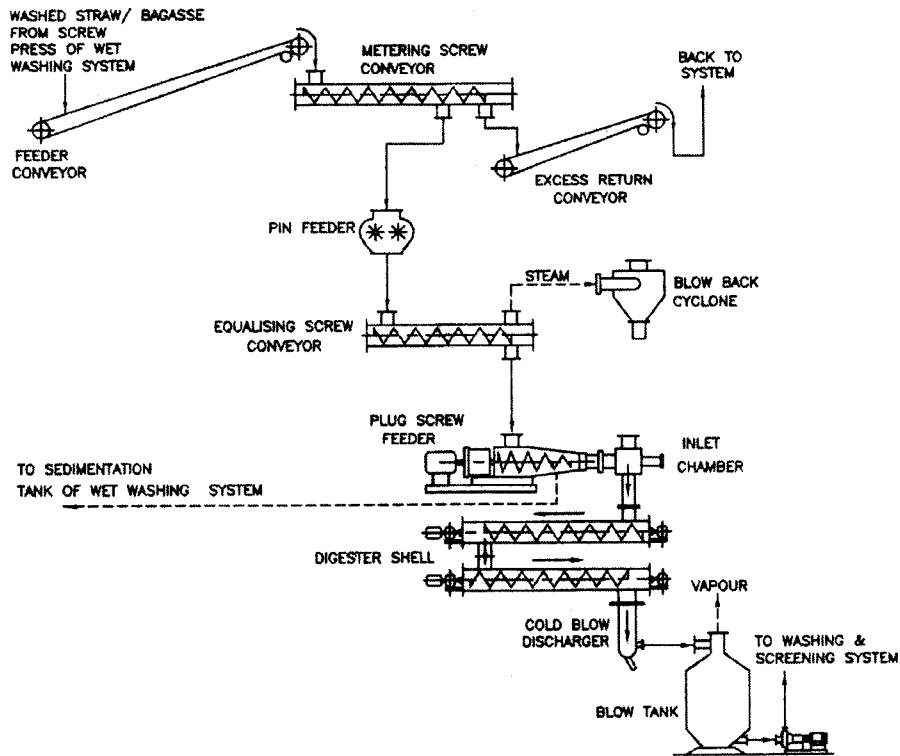 WASHED STRAW/ BAGASSE
FROM SCREW
PRESS OF WET
WASHING SYSTEM
METERING SCREW
CONVEYOR
BACK TO
SYSTEM
FEEDER
CONVEYOR
EXCESS RETURN
CONVEYOR
PIN FEEDER
STEAM
BLOW BACK
CYCLONE
EQUALISING SCREW
CONVEYOR
PLUG SCREW
FEEDER
INLET
CHAMBER
TO SEDIMENTATION
TANK OF WET WASHING SYSTEM
DIGESTER SHELL
VAPOUR
COLD BLOW
DISCHARGER
TO WASHING &
SCREENING SYSTEM
BLOW TANK